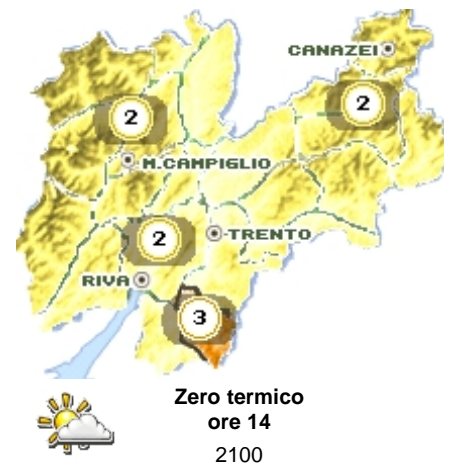 CANAZEI
2
2
M.CAMPIGLIO
2
TRENTO
RIVA
3
Zero termico
ore 14
2100